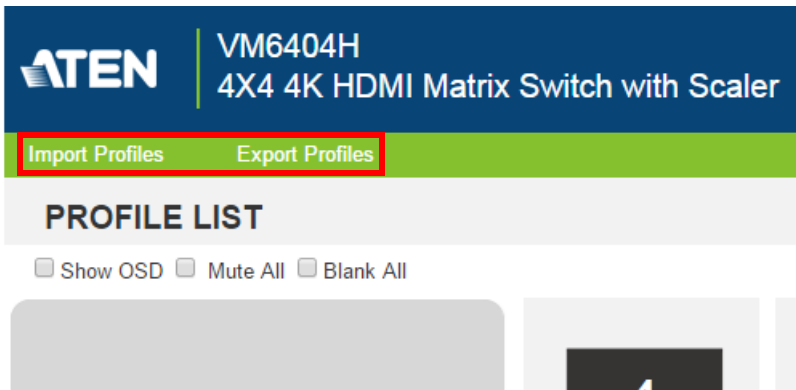 ATEN
VM6404H
4X4 4K HDMI Matrix Switch with Scaler
Import Profiles Export Profiles
PROFILE LIST
Show OSD Mute All Blank All